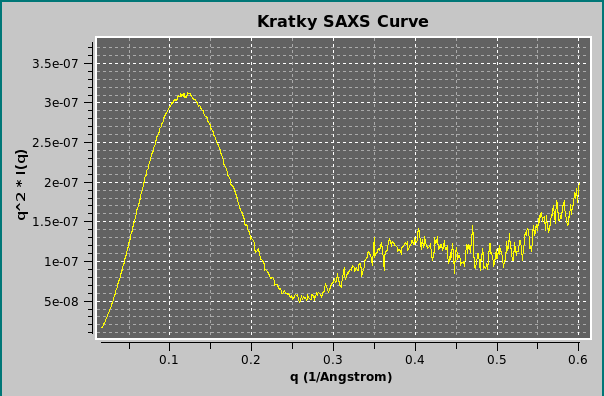 Kratky SAXS Curve
3.5e-07
3e-07
2.5e-07
2e-07
1.5e-07
1e-07
5e-08
q^2 * I(q)
0.1 0.2 0.3 0.4 0.5 0.6
q (1/Angstrom)